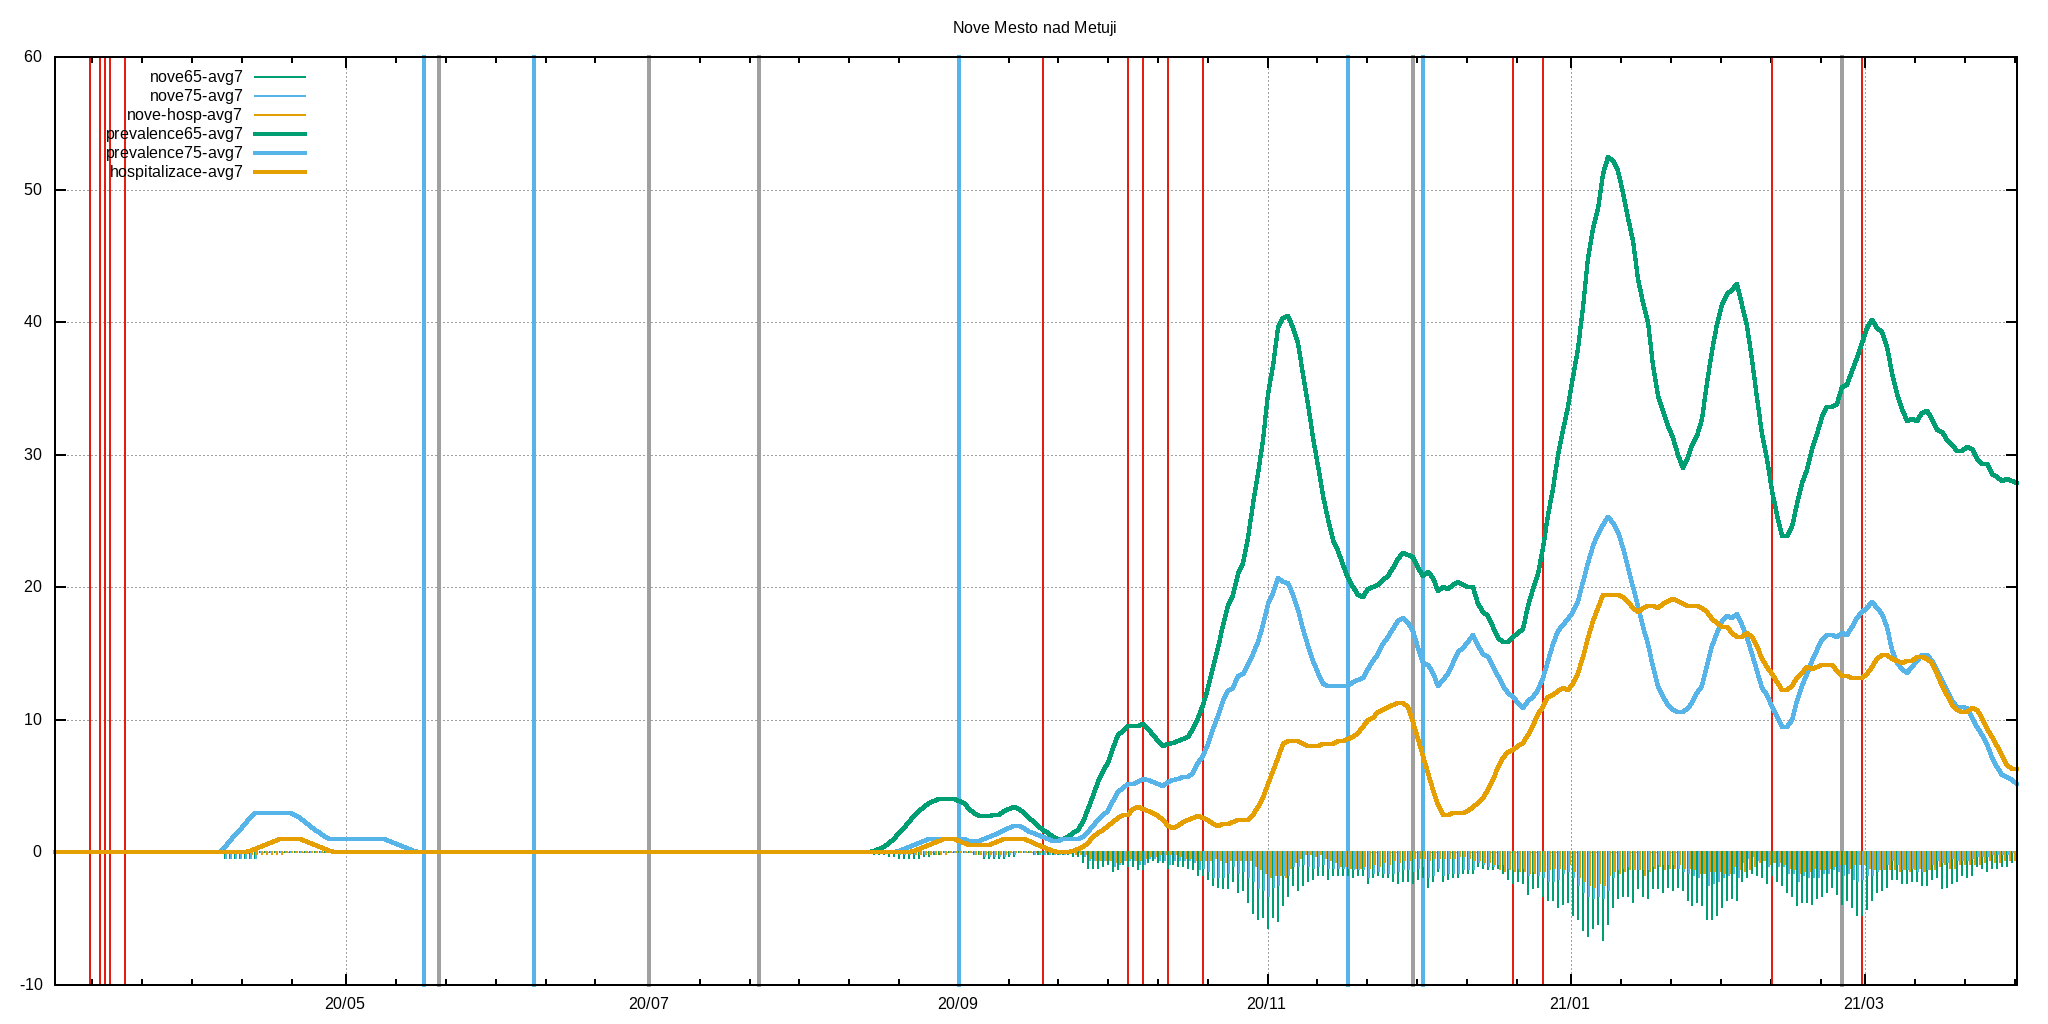 Nove Mesto nad Metuji
60
50
40
30
20
10
0
-10
nove65-avg7
nove75-avg7
nove-hosp-avg7
prevalence65-avg7
prevalence75-avg7
hospitalizace-avg7
20/05
20/07
20/09
20/11
21/01
21/03